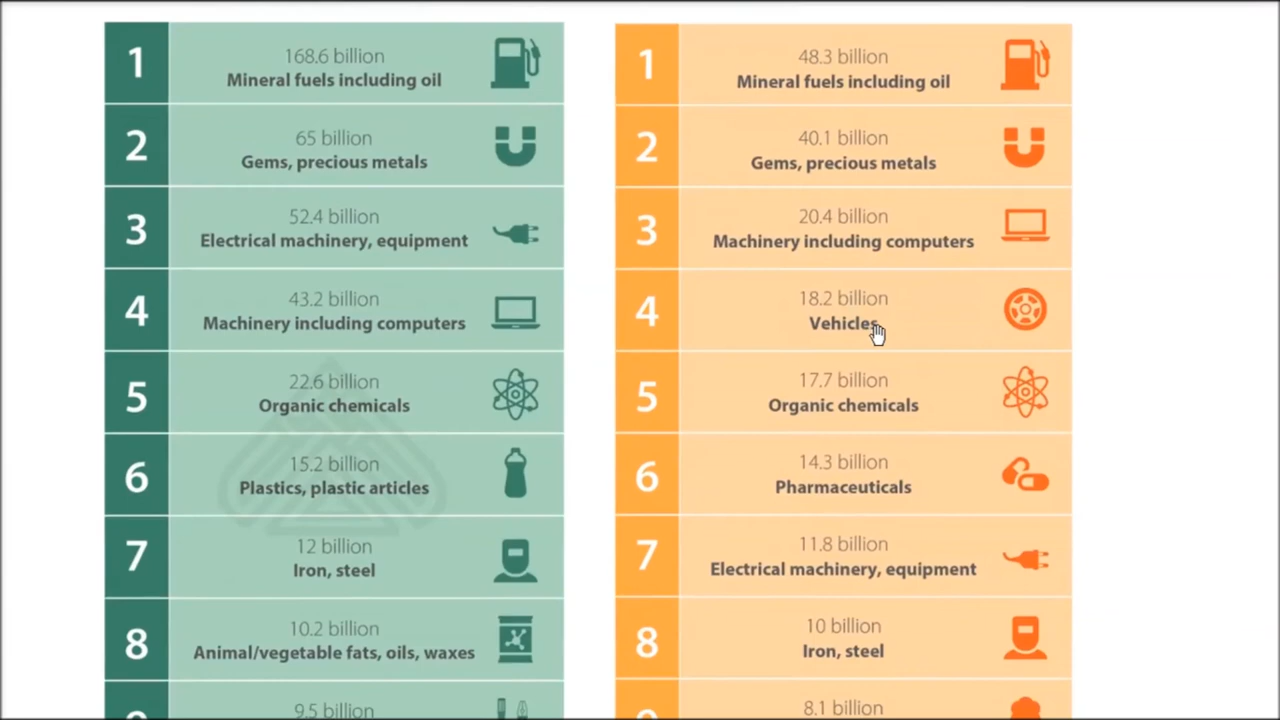 1
168.6 billion
Mineral fuels including oil
2
65 billion
Gems, precious metals
3
52.4 billion
Electrical machinery, equipment
4
43.2 billion
Machinery including computers
5
22.6 billion
Organic chemicals
6
15.2 billion
Plastics, plastic articles
7
12 billion
Iron, steel
8
10.2 billion
Animal/vegetable fats, oils, waxes
9
9.5 billion
1
48.3 billion
Mineral fuels including oil
2
40.1 billion
Gems, precious metals
3
20.4 billion
Machinery including computers
4
18.2 billion
Vehicles
5
17.7 billion
Organic chemicals
6
14.3 billion
Pharmaceuticals
7
11.8 billion
Electrical machinery, equipment
8
10 billion
Iron, steel
9
8.1 billion